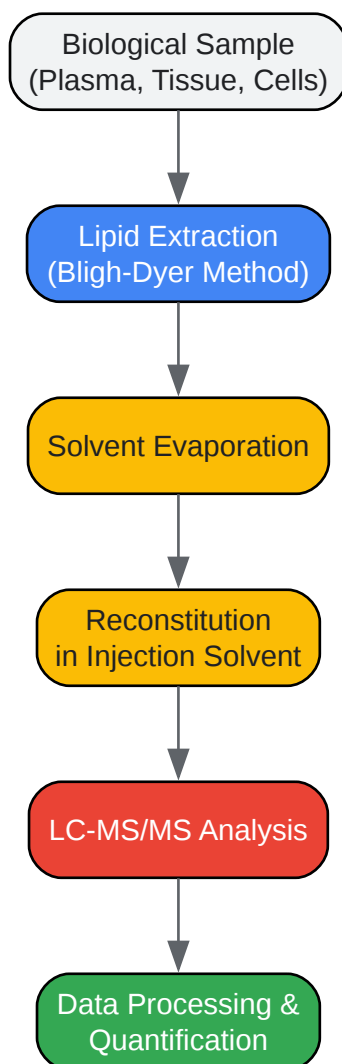 Biological Sample
(Plasma, Tissue, Cells)
Lipid Extraction
(Bligh-Dyer Method)
Solvent Evaporation
Reconstitution
in Injection Solvent
LC-MS/MS Analysis
Data Processing &
Quantification